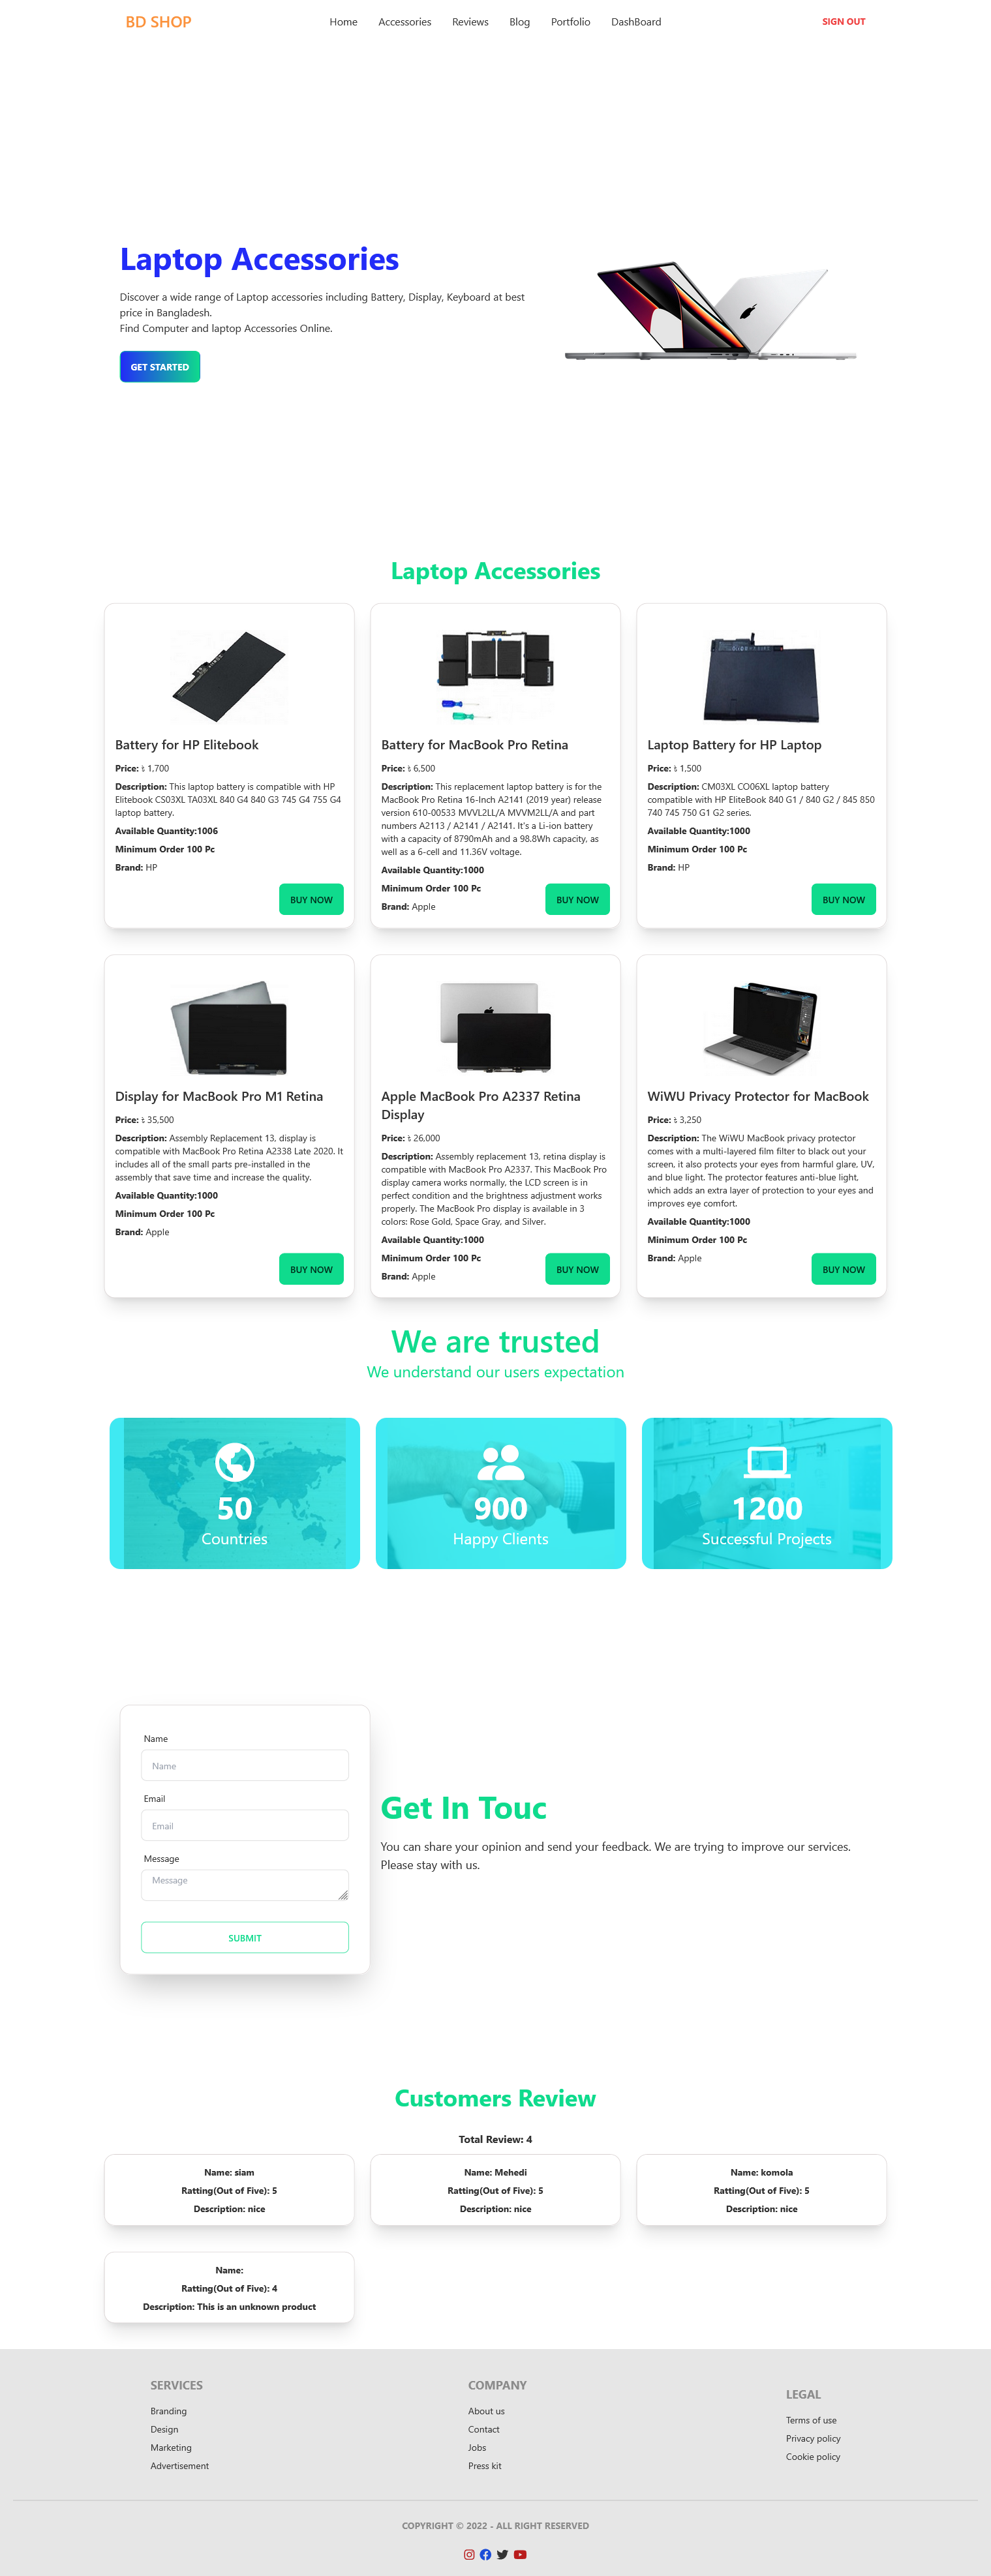 BD SHOP
Home Accessories Reviews Blog Portfolio DashBoard
SIGN OUT
Laptop Accessories
Discover a wide range of Laptop accessories including Battery, Display, Keyboard at best
price in Bangladesh.
Find Computer and laptop Accessories Online.
GET STARTED
Laptop Accessories
Battery for HP Elitebook
Price: ৳ 1,700
Description: This laptop battery is compatible with HP
Elitebook CS03XL TA03XL 840 G4 840 G3 745 G4 755 G4
laptop battery.
Available Quantity:1006
Minimum Order 100 Pc
Brand: HP
BUY NOW
Battery for MacBook Pro Retina
Price: ৳ 6,500
Description: This replacement laptop battery is for the
MacBook Pro Retina 16-Inch A2141 (2019 year) release
version 610-00533 MVVL2LL/A MVVM2LL/A and part
numbers A2113 / A2141 / A2141. It's a Li-ion battery
with a capacity of 8790mAh and a 98.8Wh capacity, as
well as a 6-cell and 11.36V voltage.
Available Quantity:1000
Minimum Order 100 Pc
Brand: Apple
BUY NOW
Laptop Battery for HP Laptop
Price: ৳ 1,500
Description: CM03XL CO06XL laptop battery
compatible with HP EliteBook 840 G1 / 840 G2 / 845 850
740 745 750 G1 G2 series.
Available Quantity:1000
Minimum Order 100 Pc
Brand: HP
BUY NOW
Display for MacBook Pro M1 Retina
Price: ৳ 35,500
Description: Assembly Replacement 13, display is
compatible with MacBook Pro Retina A2338 Late 2020. It
includes all of the small parts pre-installed in the
assembly that save time and increase the quality.
Available Quantity:1000
Minimum Order 100 Pc
Brand: Apple
BUY NOW
Apple MacBook Pro A2337 Retina
Display
Price: ৳ 26,000
Description: Assembly replacement 13, retina display is
compatible with MacBook Pro A2337. This MacBook Pro
display camera works normally, the LCD screen is in
perfect condition and the brightness adjustment works
properly. The MacBook Pro display is available in 3
colors: Rose Gold, Space Gray, and Silver.
Available Quantity:1000
Minimum Order 100 Pc
Brand: Apple
BUY NOW
WiWU Privacy Protector for MacBook
Price: ৳ 3,250
Description: The WiWU MacBook privacy protector
comes with a multi-layered film filter to black out your
screen, it also protects your eyes from harmful glare, UV,
and blue light. The protector features anti-blue light,
which adds an extra layer of protection to your eyes and
improves eye comfort.
Available Quantity:1000
Minimum Order 100 Pc
Brand: Apple
BUY NOW
We are trusted
We understand our users expectation
50
Countries
900
Happy Clients
1200
Successful Projects
Name
Name
Email
Email
Message
Message
SUBMIT
Get In Touc
You can share your opinion and send your feedback. We are trying to improve our services.
Please stay with us.
Customers Review
Total Review: 4
Name: siam
Ratting(Out of Five): 5
Description: nice
Name: Mehedi
Ratting(Out of Five): 5
Description: nice
Name: komola
Ratting(Out of Five): 5
Description: nice
Name:
Ratting(Out of Five): 4
Description: This is an unknown product
SERVICES
Branding
Design
Marketing
Advertisement
COMPANY
About us
Contact
Jobs
Press kit
LEGAL
Terms of use
Privacy policy
Cookie policy
COPYRIGHT © 2022 - ALL RIGHT RESERVED